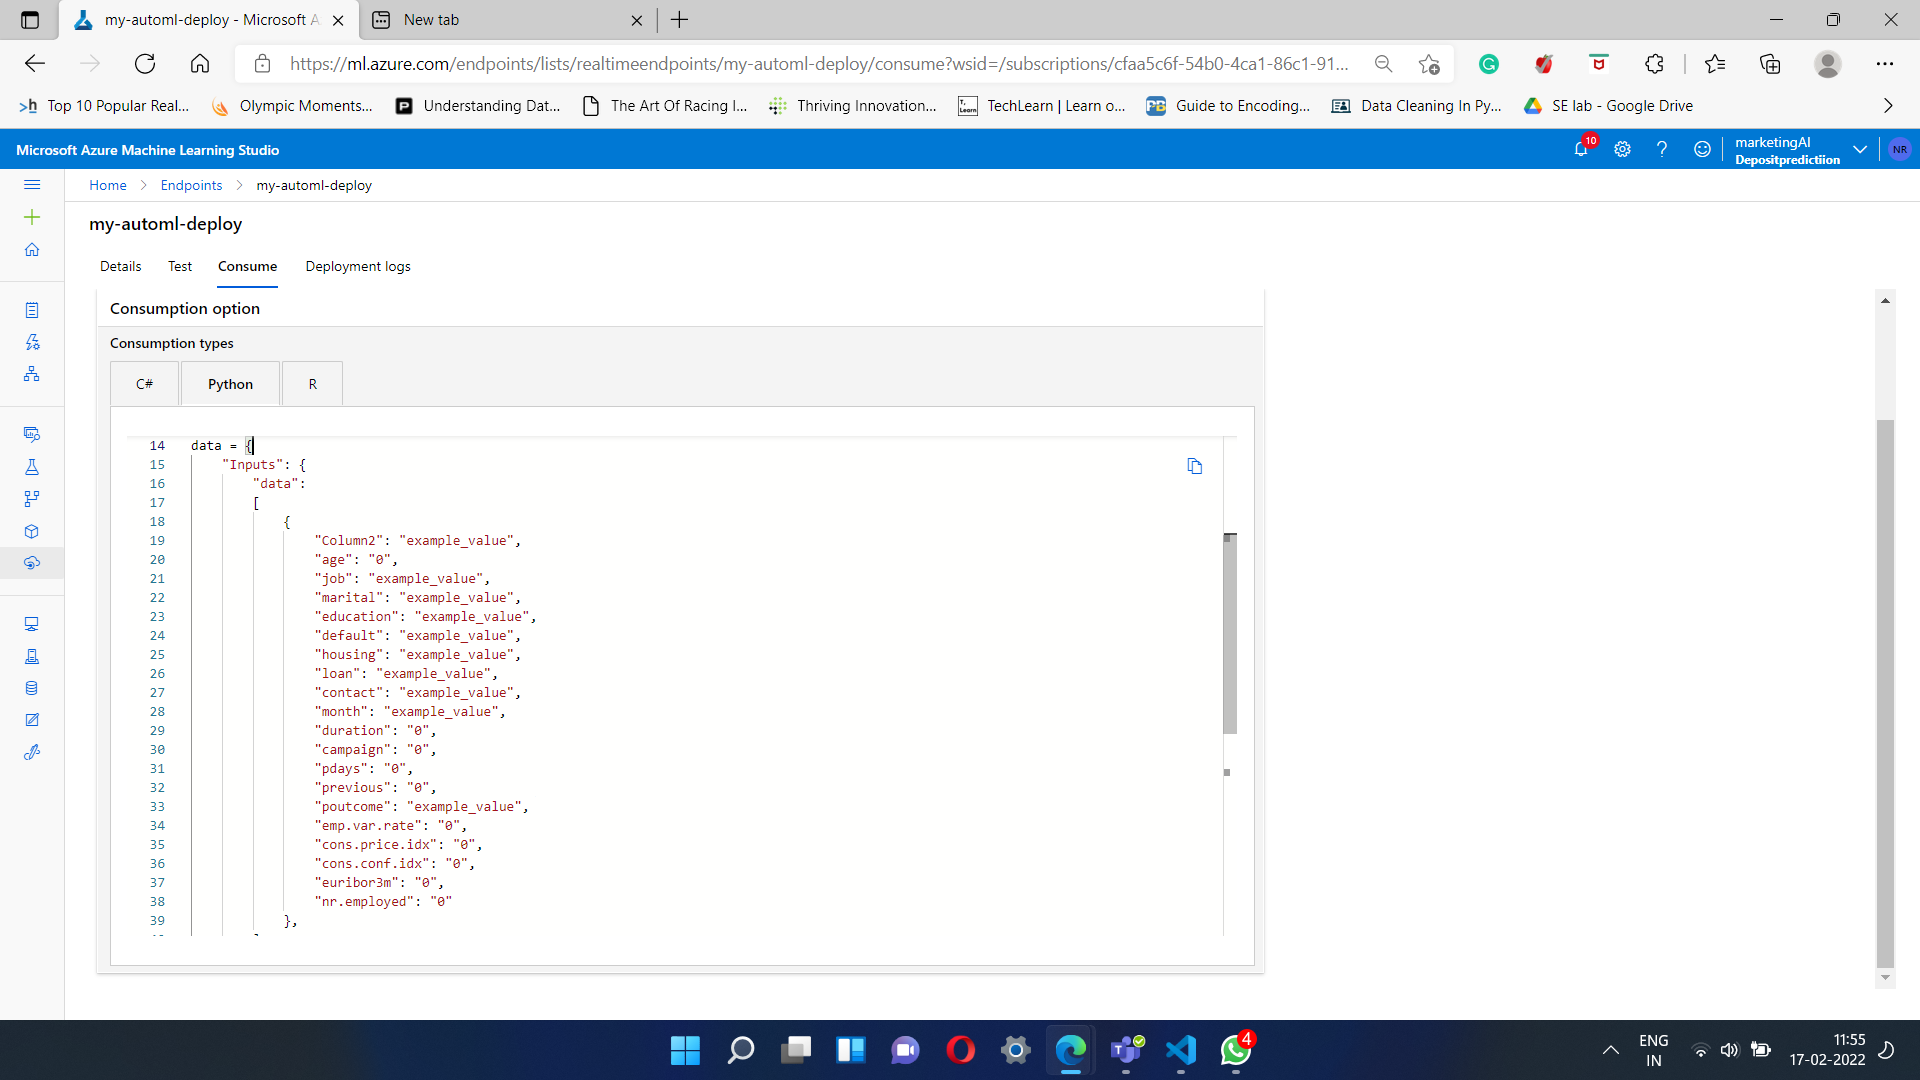 my-automl-deploy - Microsoft A
New tab
https://ml.azure.com/endpoints/lists/realtimeendpoints/my-automl-deploy/consume?wsid=/subscriptions/cfaa5c6f-54b0-4ca1-86c1-91...
Top 10 Popular Real...
Olympic Moments...
Understanding Dat...
The Art Of Racing I...
Thriving Innovation...
TechLearn | Learn o...
Guide to Encoding...
Data Cleaning In Py...
SE lab - Google Drive
Microsoft Azure Machine Learning Studio
10
marketingAI
Depositpredictiion
NR
Home > Endpoints > my-automl-deploy
my-automl-deploy
Details
Test
Consume
Deployment logs
Consumption option
Consumption types
C#
Python
R
14 data = {
15 "Inputs": {
16 "data":
17 [
18 {
19 "Column2": "example_value",
20 "age": "0",
21 "job": "example_value",
22 "marital": "example_value",
23 "education": "example_value",
24 "default": "example_value",
25 "housing": "example_value",
26 "loan": "example_value",
27 "contact": "example_value",
28 "month": "example_value",
29 "duration": "0",
30 "campaign": "0",
31 "pdays": "0",
32 "previous": "0",
33 "poutcome": "example_value",
34 "emp.var.rate": "0",
35 "cons.price.idx": "0",
36 "cons.conf.idx": "0",
37 "euribor3m": "0",
38 "nr.employed": "0"
39 },
4
ENG
IN
11:55
17-02-2022